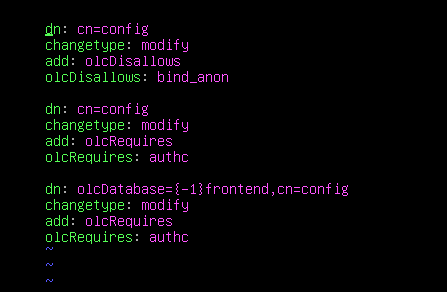 dn: cn=config
changetype: modify
add: olcDisallows
olcDisallows: bind_anon

dn: cn=config
changetype: modify
add: olcRequires
olcRequires: authc

dn: olcDatabase={-1}frontend,cn=config
changetype: modify
add: olcRequires
olcRequires: authc
~
~
~